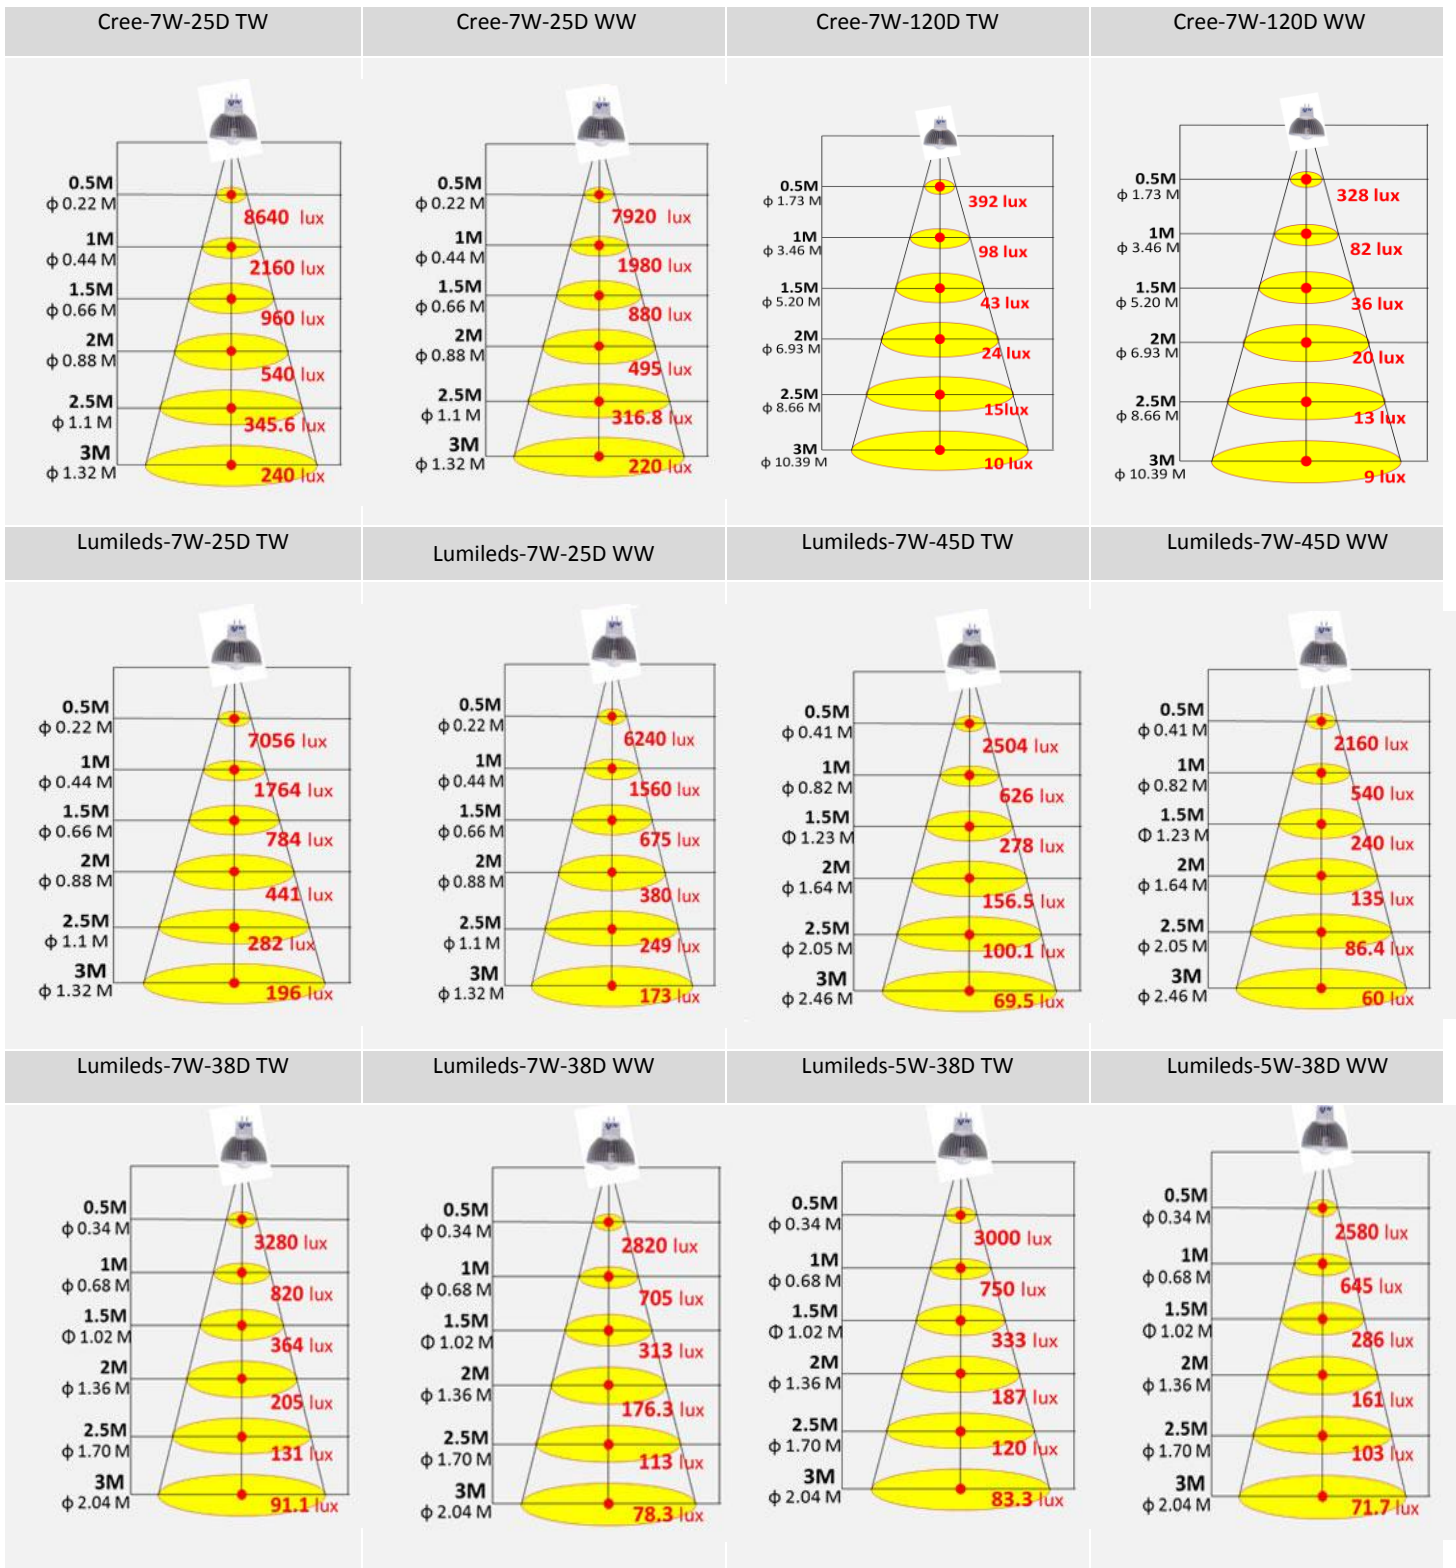 Cree-7W-25D TW
0.5M
ϕ 0.22 M
8640 lux
1M
ϕ 0.44 M
2160 lux
1.5M
ϕ 0.66 M
960 lux
2M
ϕ 0.88 M
540 lux
2.5M
ϕ 1.1 M
345.6 lux
3M
ϕ 1.32 M
240 lux
Cree-7W-25D WW
0.5M
ϕ 0.22 M
7920 lux
1M
ϕ 0.44 M
1980 lux
1.5M
ϕ 0.66 M
880 lux
2M
ϕ 0.88 M
495 lux
2.5M
ϕ 1.1 M
316.8 lux
3M
ϕ 1.32 M
220 lux
Cree-7W-120D TW
0.5M
ϕ 1.73 M
392 lux
1M
ϕ 3.46 M
98 lux
1.5M
ϕ 5.20 M
43 lux
2M
ϕ 6.93 M
24 lux
2.5M
ϕ 8.66 M
15lux
3M
ϕ 10.39 M
10 lux
Cree-7W-120D WW
0.5M
ϕ 1.73 M
328 lux
1M
ϕ 3.46 M
82 lux
1.5M
ϕ 5.20 M
36 lux
2M
ϕ 6.93 M
20 lux
2.5M
ϕ 8.66 M
13 lux
3M
ϕ 10.39 M
9 lux
Lumileds-7W-25D TW
0.5M
ϕ 0.22 M
7056 lux
1M
ϕ 0.44 M
1764 lux
1.5M
ϕ 0.66 M
784 lux
2M
ϕ 0.88 M
441 lux
2.5M
ϕ 1.1 M
282 lux
3M
ϕ 1.32 M
196 lux
Lumileds-7W-25D WW
0.5M
ϕ 0.22 M
6240 lux
1M
ϕ 0.44 M
1560 lux
1.5M
ϕ 0.66 M
675 lux
2M
ϕ 0.88 M
380 lux
2.5M
ϕ 1.1 M
249 lux
3M
ϕ 1.32 M
173 lux
Lumileds-7W-45D TW
0.5M
ϕ 0.41 M
2504 lux
1M
ϕ 0.82 M
626 lux
1.5M
Φ 1.23 M
278 lux
2M
ϕ 1.64 M
156.5 lux
2.5M
ϕ 2.05 M
100.1 lux
3M
ϕ 2.46 M
69.5 lux
Lumileds-7W-45D WW
0.5M
ϕ 0.41 M
2160 lux
1M
ϕ 0.82 M
540 lux
1.5M
Φ 1.23 M
240 lux
2M
ϕ 1.64 M
135 lux
2.5M
ϕ 2.05 M
86.4 lux
3M
ϕ 2.46 M
60 lux
Lumileds-7W-38D TW
0.5M
ϕ 0.34 M
3280 lux
1M
ϕ 0.68 M
820 lux
1.5M
Φ 1.02 M
364 lux
2M
ϕ 1.36 M
205 lux
2.5M
ϕ 1.70 M
131 lux
3M
ϕ 2.04 M
91.1 lux
Lumileds-7W-38D WW
0.5M
ϕ 0.34 M
2820 lux
1M
ϕ 0.68 M
705 lux
1.5M
Φ 1.02 M
313 lux
2M
ϕ 1.36 M
176.3 lux
2.5M
ϕ 1.70 M
113 lux
3M
ϕ 2.04 M
78.3 lux
Lumileds-5W-38D TW
0.5M
ϕ 0.34 M
3000 lux
1M
ϕ 0.68 M
750 lux
1.5M
Φ 1.02 M
333 lux
2M
ϕ 1.36 M
187 lux
2.5M
ϕ 1.70 M
120 lux
3M
ϕ 2.04 M
83.3 lux
Lumileds-5W-38D WW
0.5M
ϕ 0.34 M
2580 lux
1M
ϕ 0.68 M
645 lux
1.5M
Φ 1.02 M
286 lux
2M
ϕ 1.36 M
161 lux
2.5M
ϕ 1.70 M
103 lux
3M
ϕ 2.04 M
71.7 lux